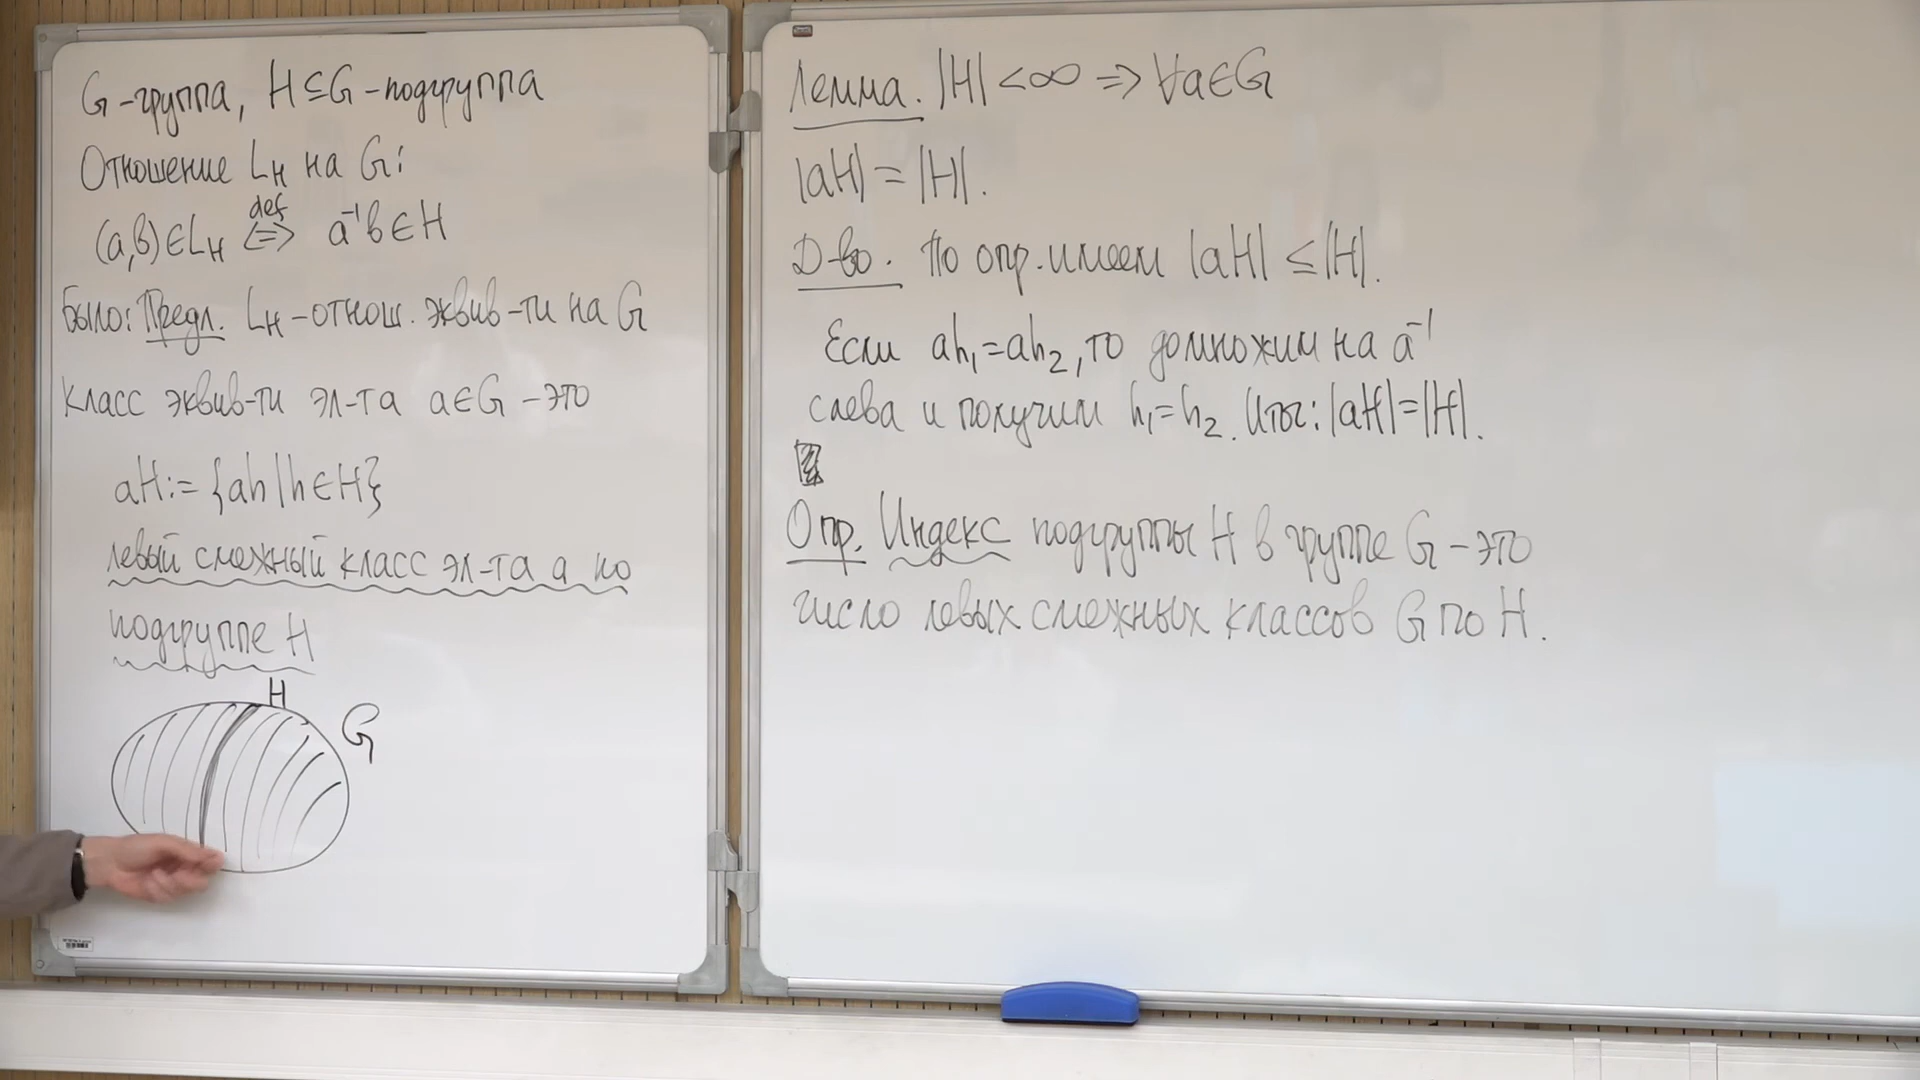 G - группа, H ⊆ G - подгруппа
Отношение L_H на G:
(a,b) ∈ L_H ⇔ (def) a⁻¹b ∈ H
Было: Предл. L_H - отнош. эквив-ти на G
Класс эквив-ти эл-та a ∈ G - это
aH := {ah | h ∈ H}
левый смежный класс эл-та a по
подгруппе H
H
G
Лемма. |H| < ∞ ⇒ ∀a ∈ G
|aH| = |H|.
Д-во. По опр. имеем |aH| ≤ |H|.
Если ah₁ = ah₂, то домножим на a⁻¹
слева и получим h₁ = h₂. Итог: |aH| = |H|.
Опр. Индекс подгруппы H в группе G - это
число левых смежных классов G по H.